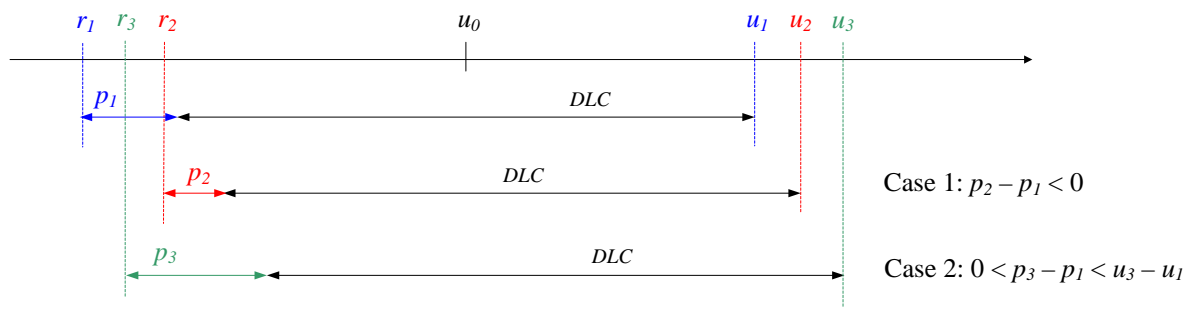 r1 r3 r2 u0 u1 u2 u3
p1 DLC
p2 DLC Case 1: p2 – p1 < 0
p3 DLC Case 2: 0 < p3 – p1 < u3 – u1